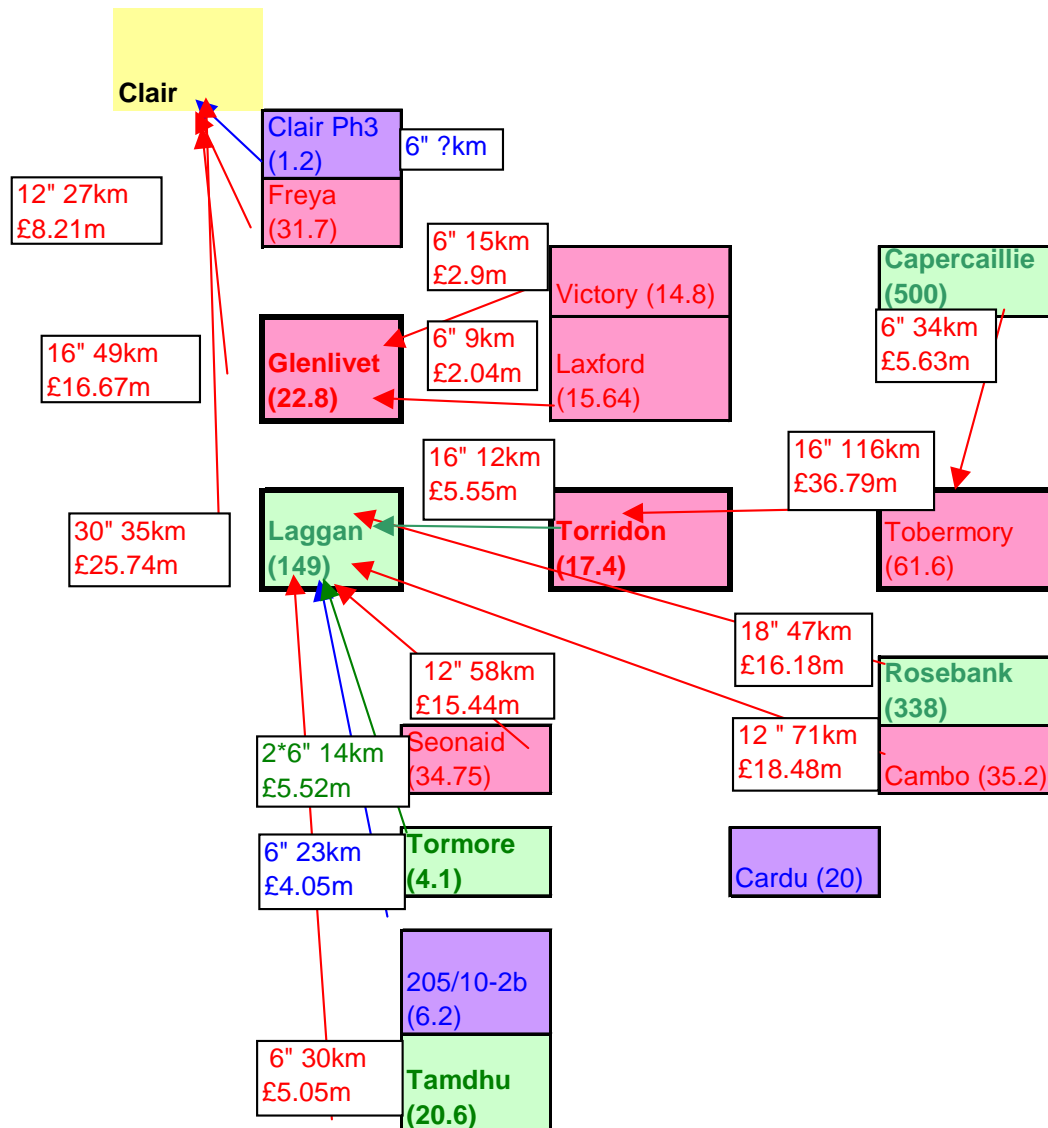 Clair
Clair Ph3
(1.2)
6" ?km
Freya
(31.7)
12" 27km
£8.21m
6" 15km
£2.9m
Victory (14.8)
Capercaillie
(500)
6" 34km
£5.63m
16" 49km
£16.67m
Glenlivet
(22.8)
6" 9km
£2.04m
Laxford
(15.64)
16" 12km
£5.55m
16" 116km
£36.79m
30" 35km
£25.74m
Laggan
(149)
Torridon
(17.4)
Tobermory
(61.6)
18" 47km
£16.18m
Rosebank
(338)
12" 58km
£15.44m
12 " 71km
£18.48m
Cambo (35.2)
Seonaid
(34.75)
2*6" 14km
£5.52m
6" 23km
£4.05m
Tormore
(4.1)
Cardu (20)
205/10-2b
(6.2)
6" 30km
£5.05m
Tamdhu
(20.6)